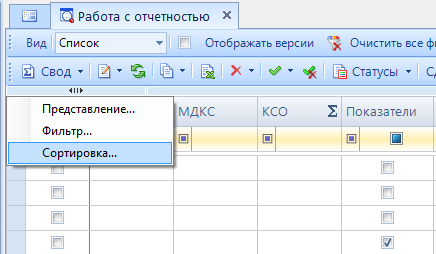 Работа с отчетностью
Вид Список Отображать версии Очистить все
Свод Статусы
Представление...
Фильтр...
Сортировка...
МДКС КСО Σ Показатели